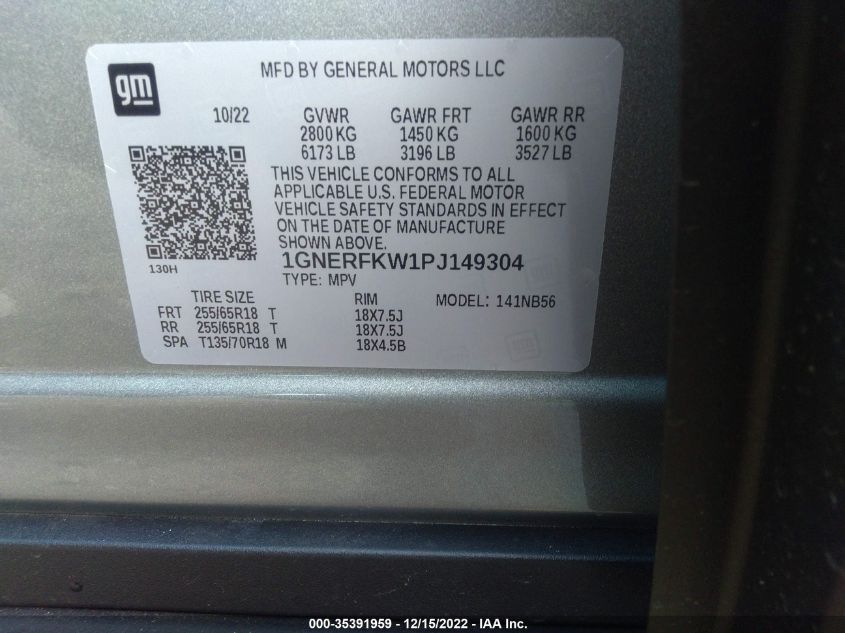 gm
MFD BY GENERAL MOTORS LLC
10/22 GVWR GAWR FRT GAWR RR
2800 KG 1450 KG 1600 KG
6173 LB 3196 LB 3527 LB
THIS VEHICLE CONFORMS TO ALL
APPLICABLE U.S. FEDERAL MOTOR
VEHICLE SAFETY STANDARDS IN EFFECT
ON THE DATE OF MANUFACTURE
SHOWN ABOVE.
130H
1GNERFKW1PJ149304
TYPE: MPV
TIRE SIZE RIM MODEL: 141NB56
FRT 255/65R18 T 18X7.5J
RR 255/65R18 T 18X7.5J
SPA T135/70R18 M 18X4.5B
000-35391959 - 12/15/2022 - IAA Inc.